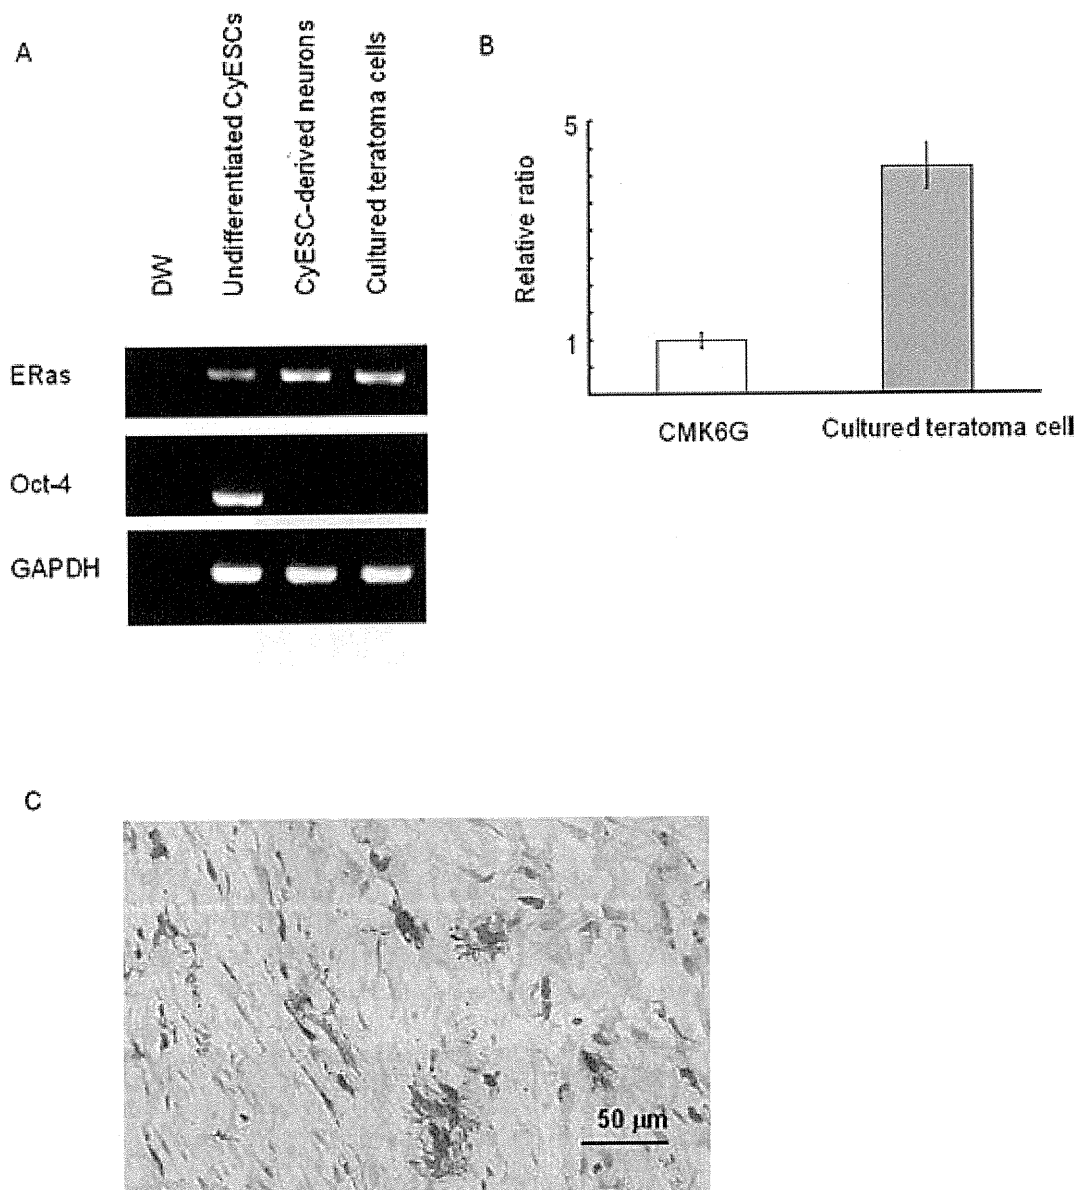 A
DW
Undifferentiated CyESCs
CyESC-derived neurons
Cultured teratoma cells
ERas
Oct-4
GAPDH
B
Relative ratio
5
1
CMK6G
Cultured teratoma cell
C
50 µm